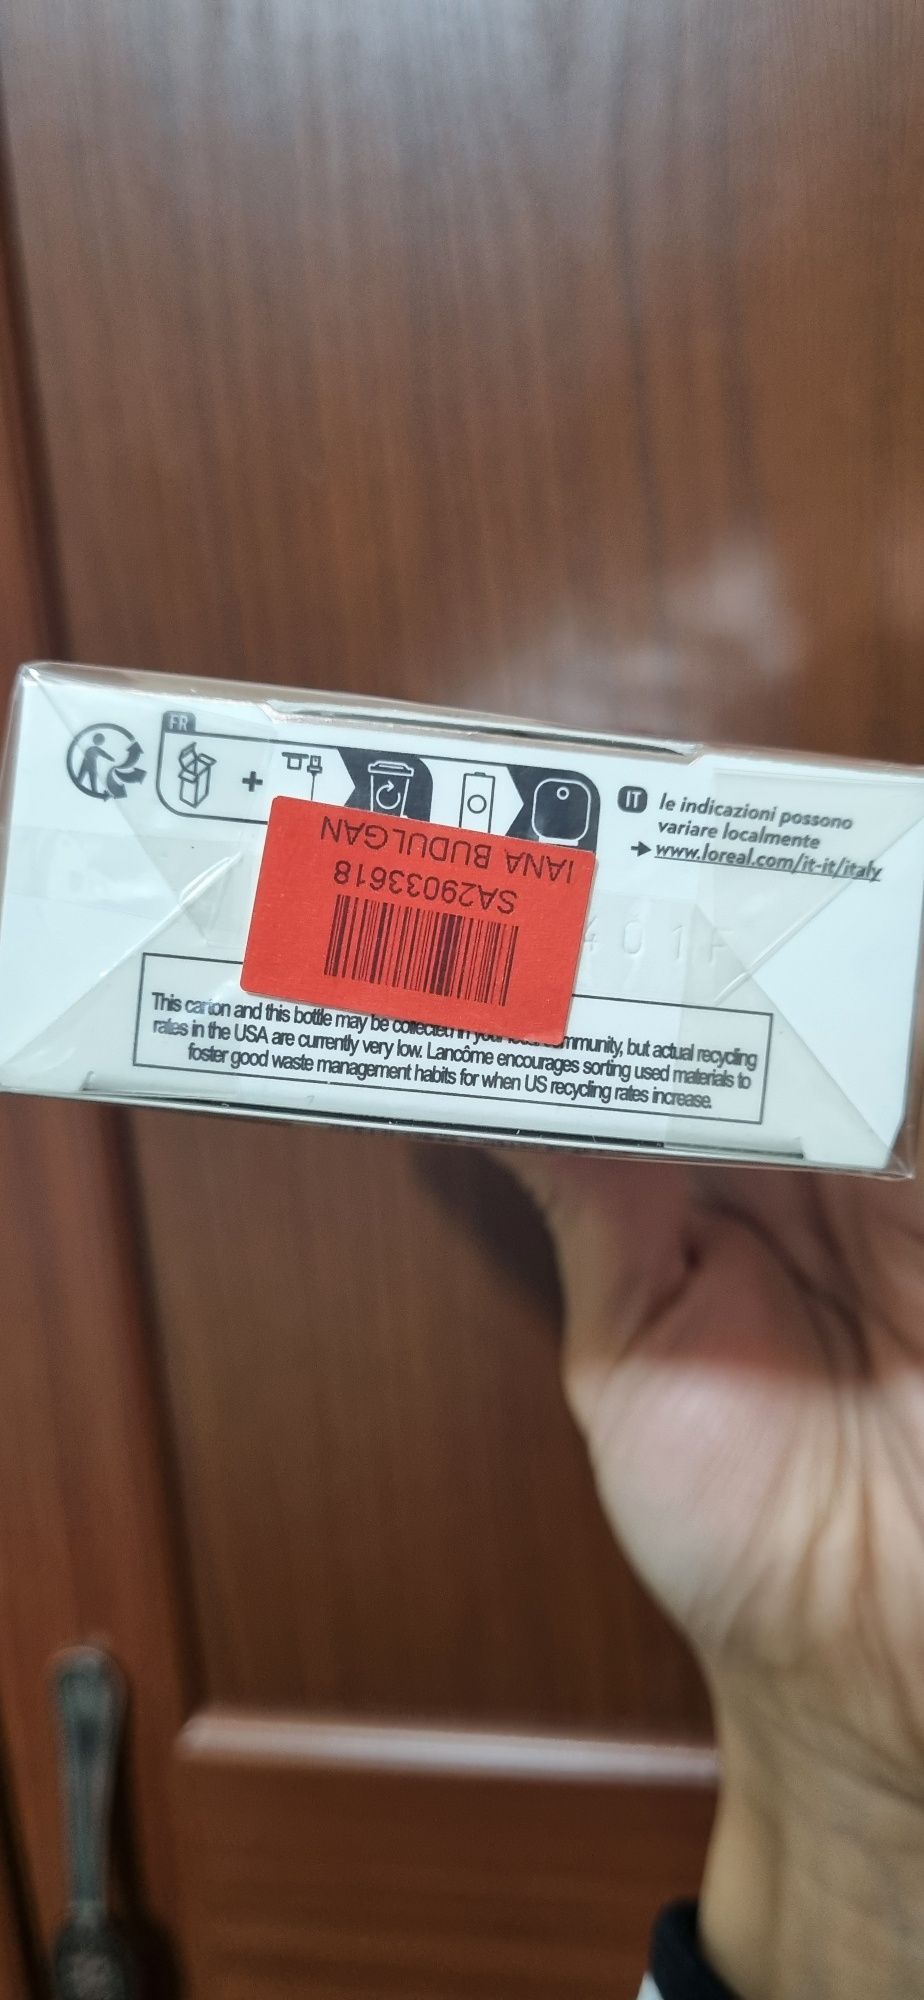 FR
IT le indicazioni possono
variare localmente
www.loreal.com/it-it/italy
IANA BUDULGAN
SA29033618
401F
This carton and this bottle may be collected in your community, but actual recycling
rates in the USA are currently very low. Lancôme encourages sorting used materials to
foster good waste management habits for when US recycling rates increase.